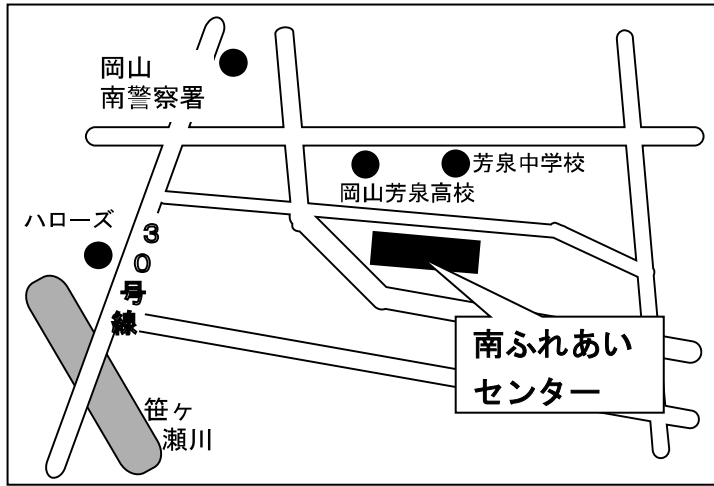 岡山
南警察署
芳泉中学校
岡山芳泉高校
ハローズ
30号線
南ふれあい
センター
笹ヶ
瀬川